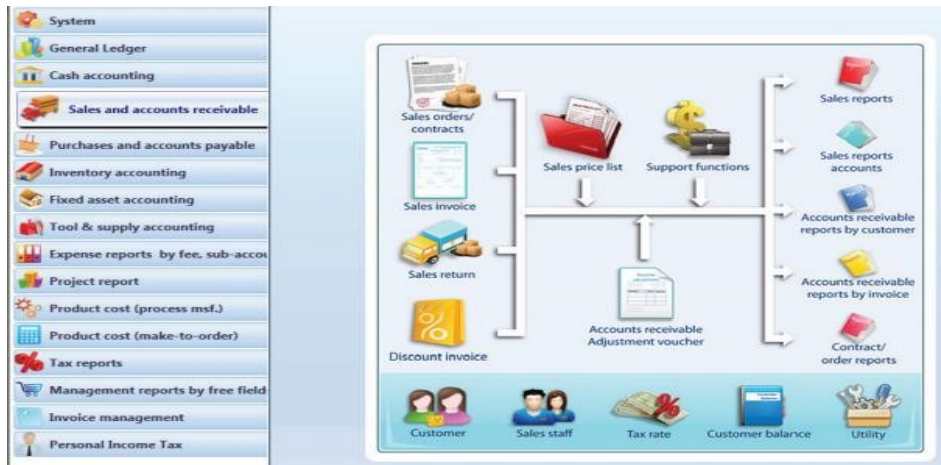 System
General Ledger
Cash accounting
Sales and accounts receivable
Purchases and accounts payable
Inventory accounting
Fixed asset accounting
Tool & supply accounting
Expense reports by fee, sub-accou
Project report
Product cost (process msf.)
Product cost (make-to-order)
Tax reports
Management reports by free field
Invoice management
Personal Income Tax
Sales orders/
contracts
Sales invoice
Sales return
Discount invoice
Sales price list
Support functions
Accounts receivable
Adjustment voucher
Sales reports
Sales reports
accounts
Accounts receivable
reports by customer
Accounts receivable
reports by invoice
Contract/
order reports
Customer
Sales staff
Tax rate
Customer balance
Utility